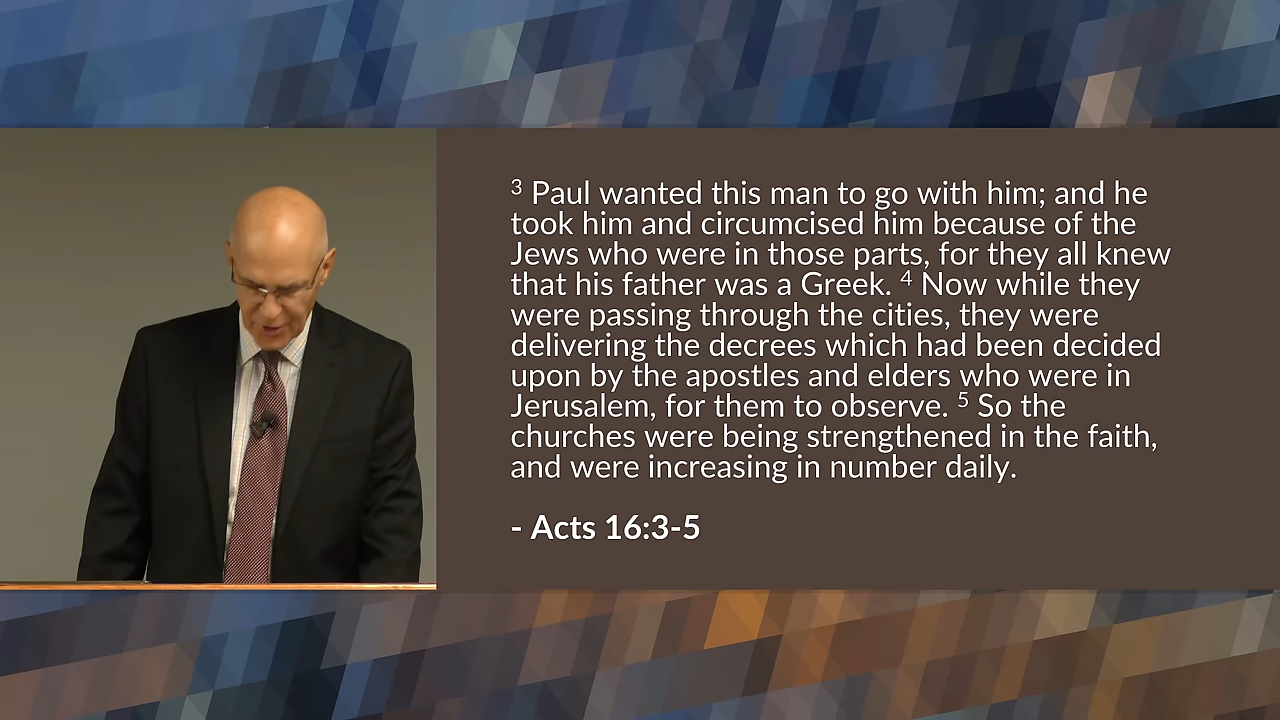 ³ Paul wanted this man to go with him; and he
took him and circumcised him because of the
Jews who were in those parts, for they all knew
that his father was a Greek. ⁴ Now while they
were passing through the cities, they were
delivering the decrees which had been decided
upon by the apostles and elders who were in
Jerusalem, for them to observe. ⁵ So the
churches were being strengthened in the faith,
and were increasing in number daily.
- Acts 16:3-5